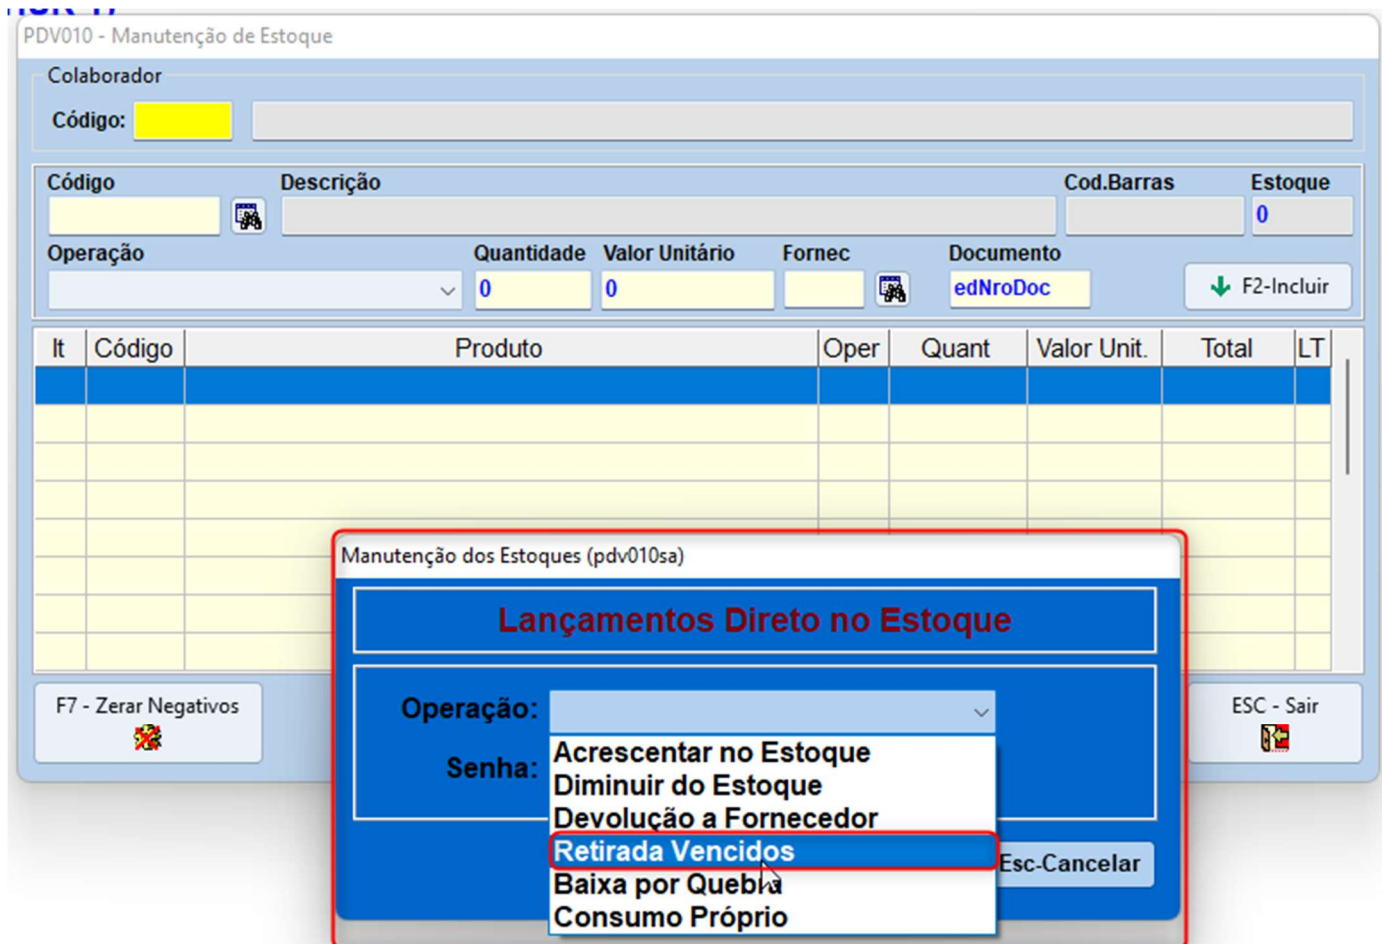 PDV010 - Manutenção de Estoque
Colaborador
Código:
Código Descrição Cod.Barras Estoque
0
Operação Quantidade Valor Unitário Fornec Documento
0 0 edNroDoc F2-Incluir
It Código Produto Oper Quant Valor Unit. Total LT
Manutenção dos Estoques (pdv010sa)
Lançamentos Direto no Estoque
F7 - Zerar Negativos
ESC - Sair
Operação:
Senha:
Acrescentar no Estoque
Diminuir do Estoque
Devolução a Fornecedor
Retirada Vencidos
Baixa por Quebra
Consumo Próprio
Esc-Cancelar